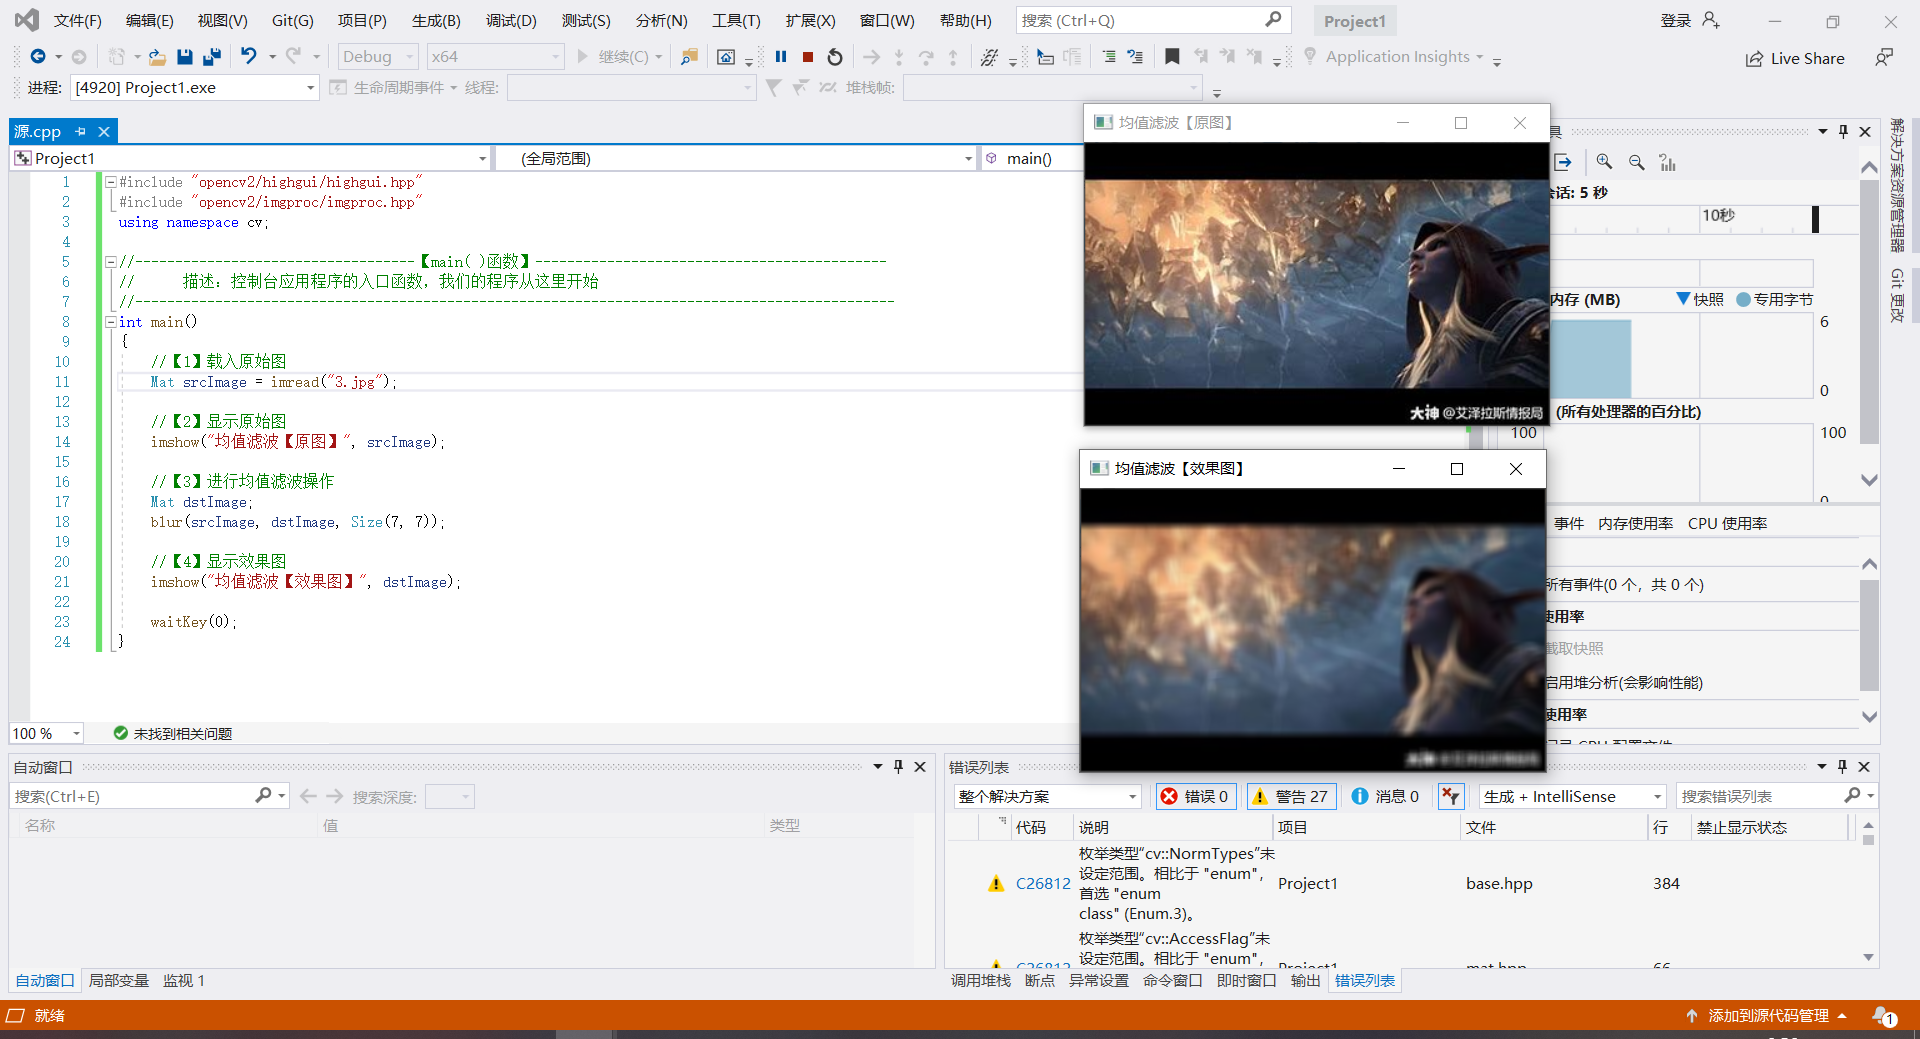 文件(F) 编辑(E) 视图(V) Git(G) 项目(P) 生成(B) 调试(D) 测试(S) 分析(N) 工具(T) 扩展(X) 窗口(W) 帮助(H) 搜索 (Ctrl+Q) Project1 登录
Debug x64 继续(C) Application Insights Live Share
进程: [4920] Project1.exe 生命周期事件 线程: 堆栈帧:
源.cpp
Project1 (全局范围) main()
1 #include "opencv2/highgui/highgui.hpp"
2 #include "opencv2/imgproc/imgproc.hpp"
3 using namespace cv;
4
5 //-----------------------------------【main( )函数】--------------------------------------------
6 // 描述：控制台应用程序的入口函数，我们的程序从这里开始
7 //-----------------------------------------------------------------------------------------------
8 int main()
9 {
10 //【1】载入原始图
11 Mat srcImage = imread("3.jpg");
12
13 //【2】显示原始图
14 imshow("均值滤波【原图】", srcImage);
15
16 //【3】进行均值滤波操作
17 Mat dstImage;
18 blur(srcImage, dstImage, Size(7, 7));
19
20 //【4】显示效果图
21 imshow("均值滤波【效果图】", dstImage);
22
23 waitKey(0);
24 }
100 % 未找到相关问题
均值滤波【原图】
大神 @艾泽拉斯情报局
均值滤波【效果图】
具
话: 5 秒
10秒
内存 (MB) 快照 专用字节
6
0
(所有处理器的百分比)
100 100
0
事件 内存使用率 CPU 使用率
所有事件(0 个，共 0 个)
使用率
截取快照
启用堆分析(会影响性能)
使用率
解决方案资源管理器
Git 更改
自动窗口
搜索(Ctrl+E) 搜索深度:
名称 值 类型
自动窗口 局部变量 监视 1
错误列表
整个解决方案 错误 0 警告 27 消息 0 生成 + IntelliSense 搜索错误列表
代码 说明 项目 文件 行 禁止显示状态
枚举类型“cv::NormTypes”未
设定范围。相比于 "enum"，
首选 "enum
class" (Enum.3)。
C26812 Project1 base.hpp 384
枚举类型“cv::AccessFlag”未
设定范围。相比于 "enum"，
C26812 Project1 mat.hpp 66
调用堆栈 断点 异常设置 命令窗口 即时窗口 输出 错误列表
就绪 添加到源代码管理 1